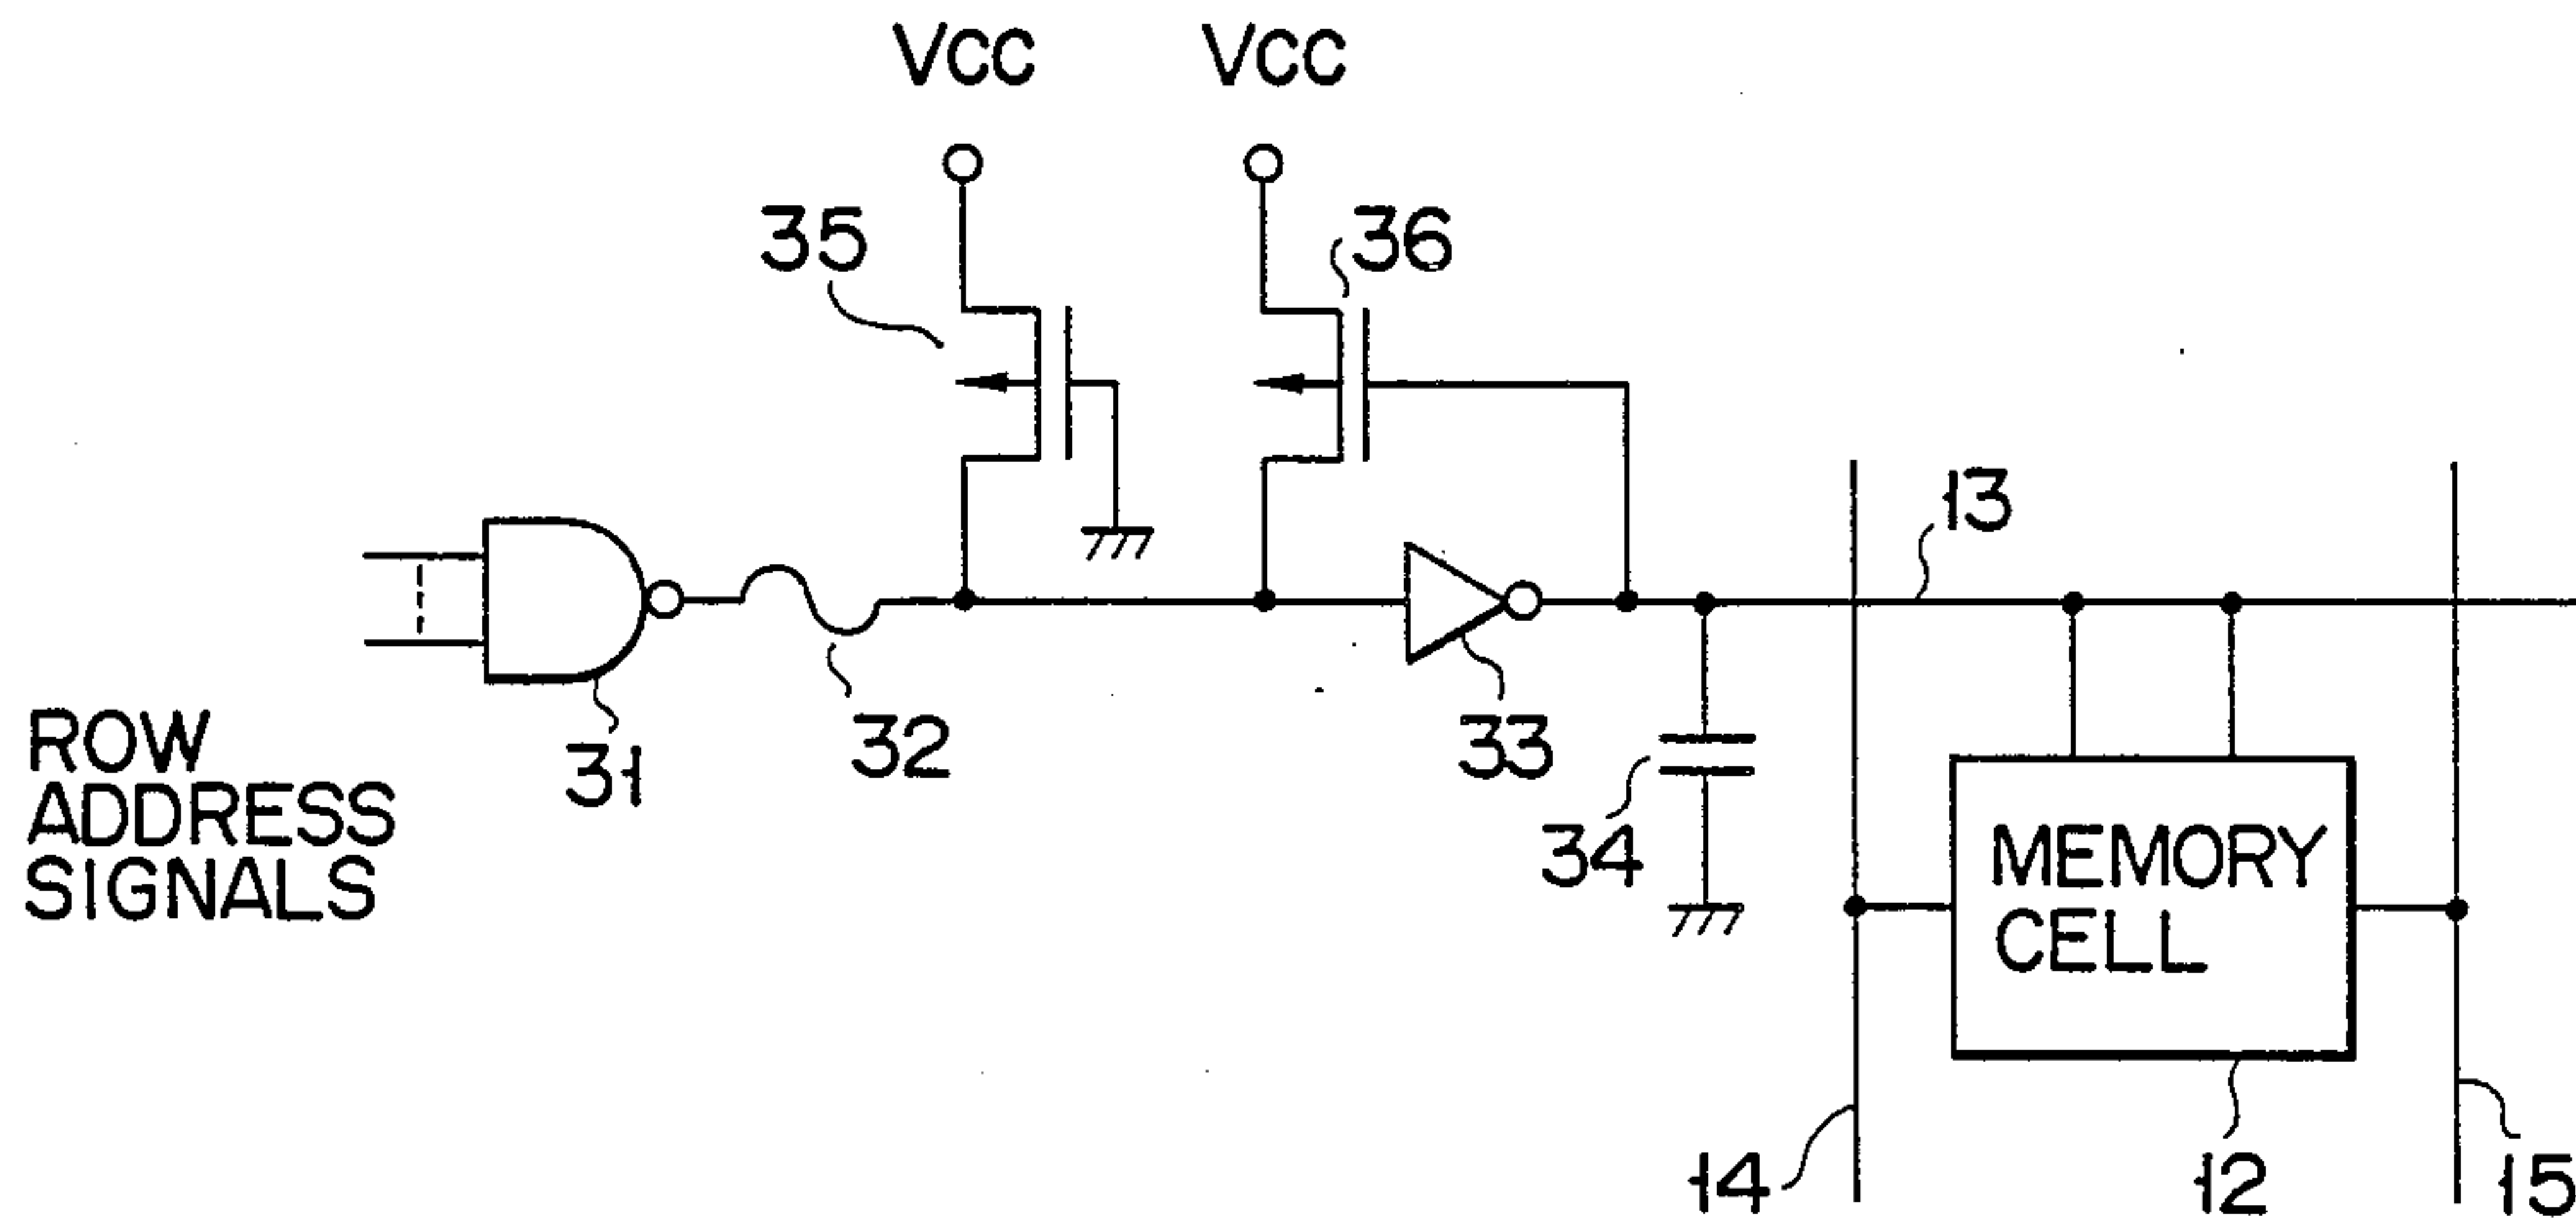 VCC VCC
35
36
13
31
32
33
34
ROW
ADDRESS
SIGNALS
MEMORY
CELL
14
12
15